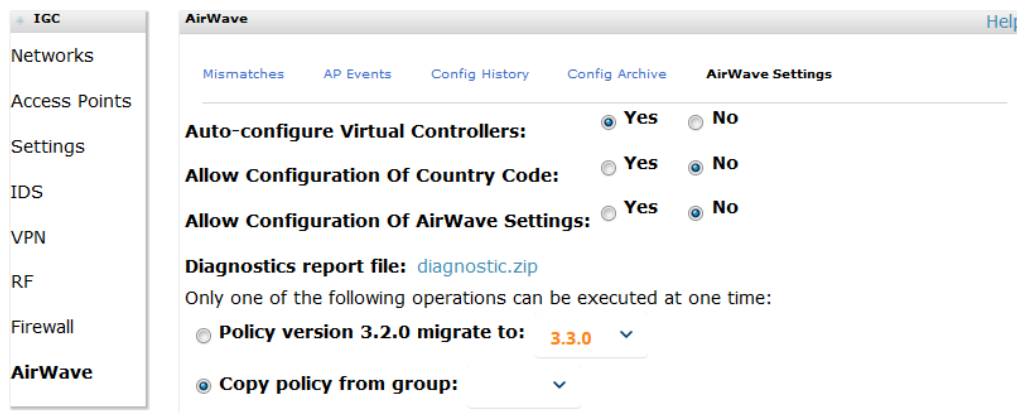 IGC
Networks
Access Points
Settings
IDS
VPN
RF
Firewall
AirWave
AirWave
Help
Mismatches AP Events Config History Config Archive AirWave Settings
Auto-configure Virtual Controllers: Yes No
Allow Configuration Of Country Code: Yes No
Allow Configuration Of AirWave Settings: Yes No
Diagnostics report file: diagnostic.zip
Only one of the following operations can be executed at one time:
Policy version 3.2.0 migrate to: 3.3.0
Copy policy from group: